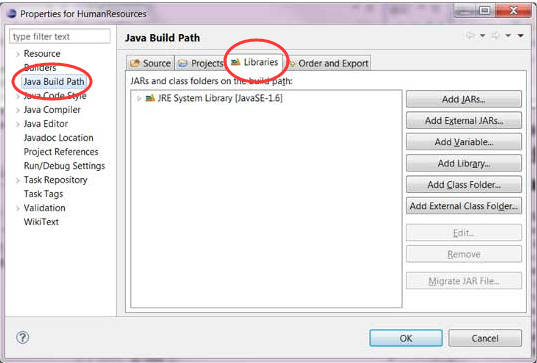 Properties for HumanResources
type filter text
Resource
Builders
Java Build Path
Java Code Style
Java Compiler
Java Editor
Javadoc Location
Project References
Run/Debug Settings
Task Repository
Task Tags
Validation
WikiText
Java Build Path
Source Projects Libraries Order and Export
JARs and class folders on the build path:
JRE System Library [JavaSE-1.6]
Add JARs...
Add External JARs...
Add Variable...
Add Library...
Add Class Folder...
Add External Class Folder...
Edit...
Remove
Migrate JAR File...
OK Cancel